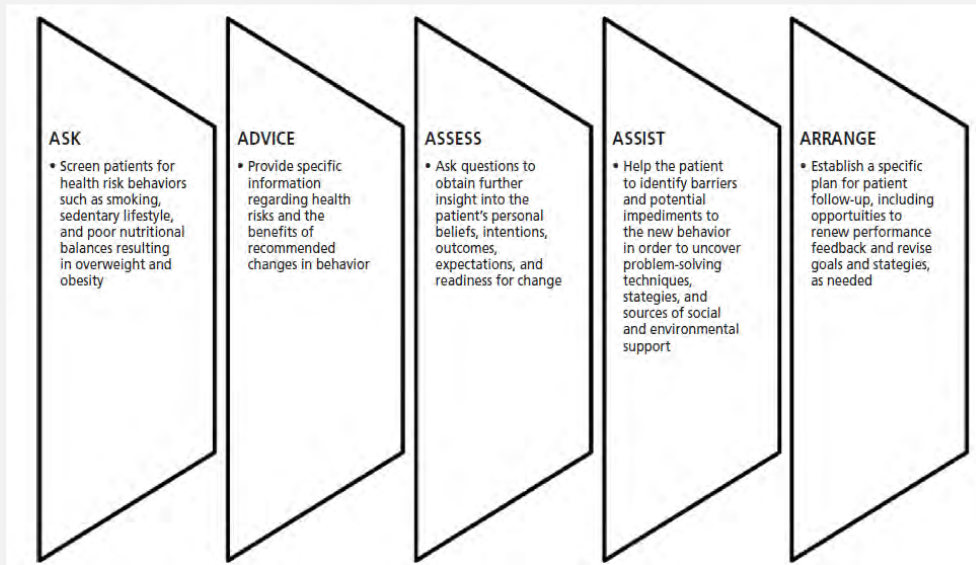 ASK
• Screen patients for
health risk behaviors
such as smoking,
sedentary lifestyle,
and poor nutritional
balances resulting
in overweight and
obesity
ADVICE
• Provide specific
information
regarding health
risks and the
benefits of
recommended
changes in behavior
ASSESS
• Ask questions to
obtain further
insight into the
patient's personal
beliefs, intentions,
outcomes,
expectations, and
readiness for change
ASSIST
• Help the patient
to identify barriers
and potential
impediments to
the new behavior
in order to uncover
problem-solving
techniques,
stategies, and
sources of social
and environmental
support
ARRANGE
• Establish a specific
plan for patient
follow-up, including
opportuities to
renew performance
feedback and revise
goals and stategies,
as needed